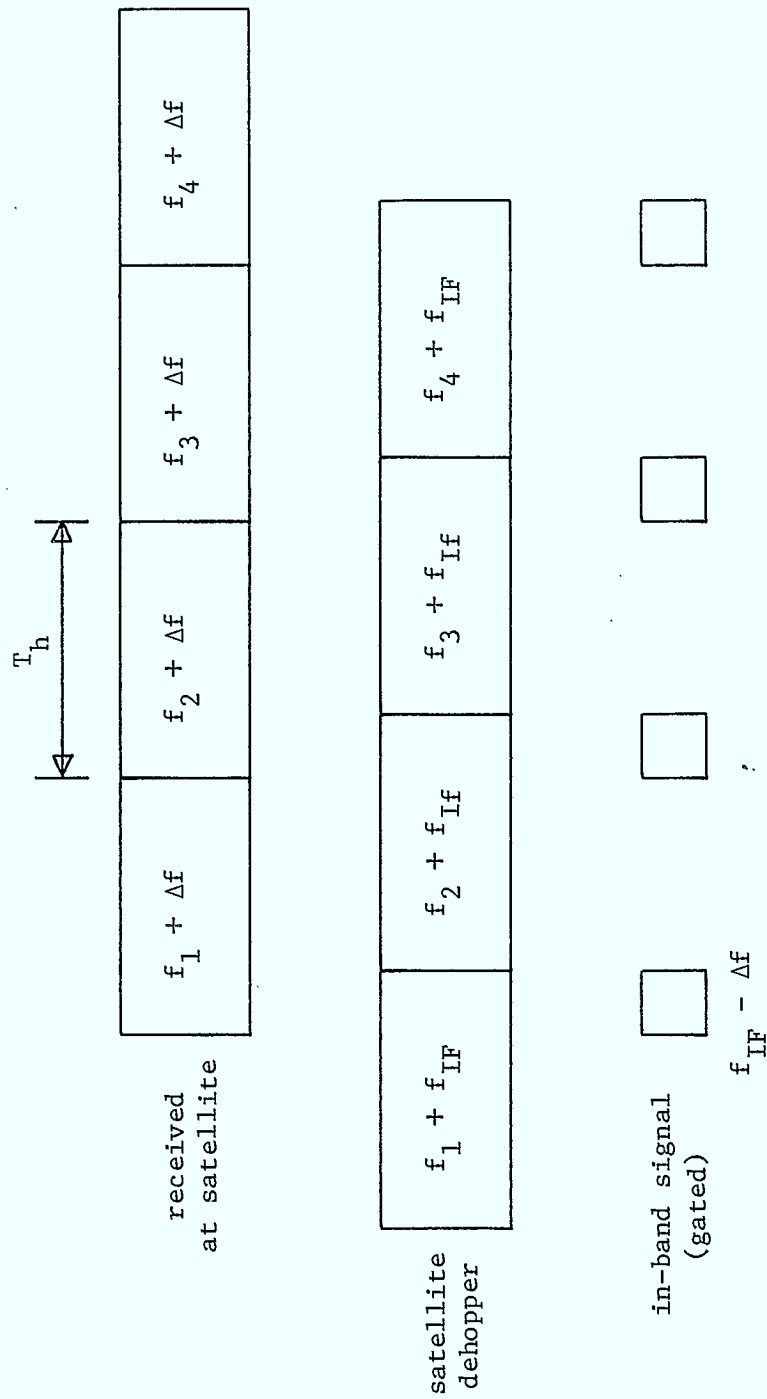 T_h
received
at satellite
f_1 + Δf
f_2 + Δf
f_3 + Δf
f_4 + Δf
satellite
dehopper
f_1 + f_IF
f_2 + f_If
f_3 + f_If
f_4 + f_IF
in-band signal
(gated)
f_IF - Δf